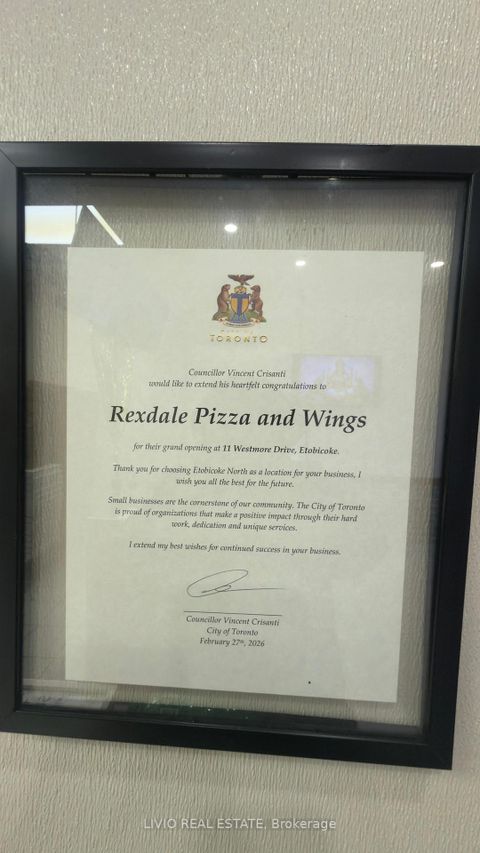 TORONTO
Councillor Vincent Crisanti
would like to extend his heartfelt congratulations to
Rexdale Pizza and Wings
for their grand opening at 11 Westmore Drive, Etobicoke.
Thank you for choosing Etobicoke North as a location for your business, I
wish you all the best for the future.
Small businesses are the cornerstone of our community. The City of Toronto
is proud of organizations that make a positive impact through their hard
work, dedication and unique services.
I extend my best wishes for continued success in your business.
Councillor Vincent Crisanti
City of Toronto
February 27th, 2026
LIVIO REAL ESTATE, Brokerage